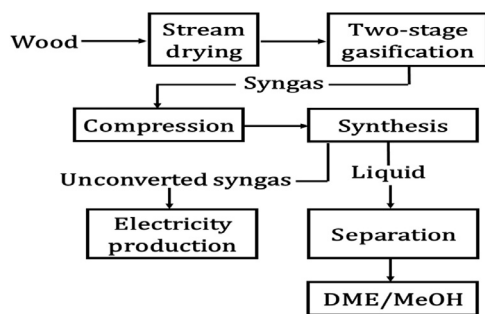 Wood
Stream
drying
Two-stage
gasification
Syngas
Compression
Synthesis
Unconverted syngas
Liquid
Electricity
production
Separation
DME/MeOH